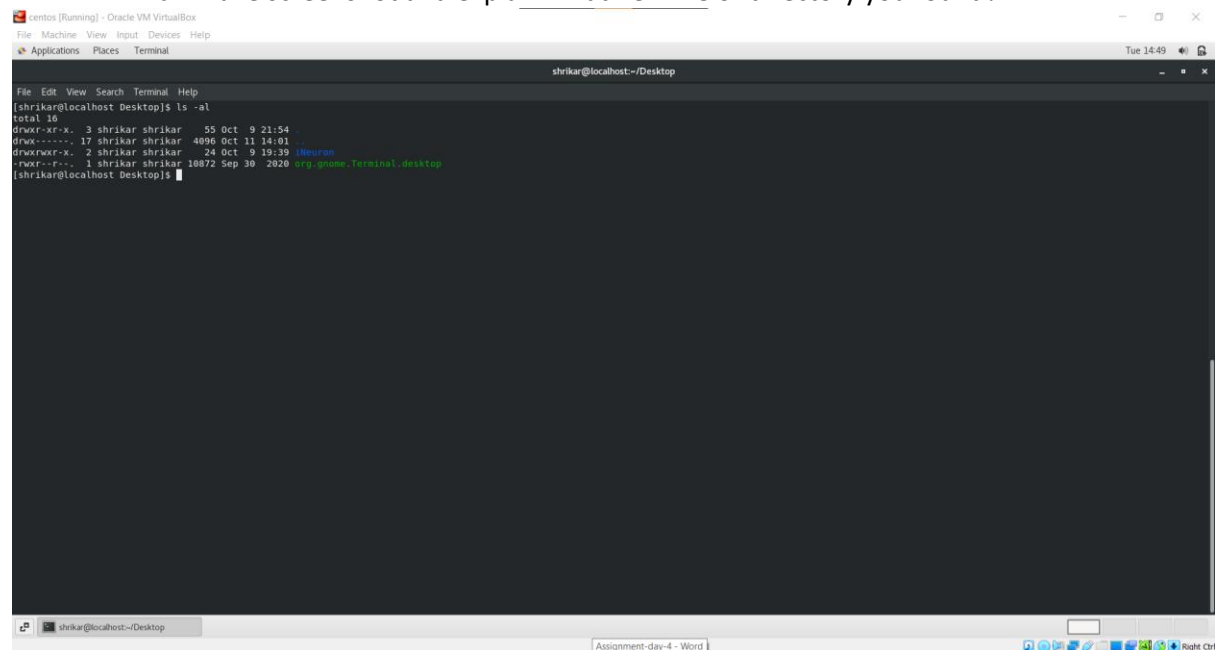 centos [Running] - Oracle VM VirtualBox
File Machine View Input Devices Help
Applications Places Terminal Tue 14:49
shrikar@localhost:~/Desktop
File Edit View Search Terminal Help
[shrikar@localhost Desktop]$ ls -al
total 16
drwxr-xr-x. 3 shrikar shrikar 55 Oct 9 21:54 .
drwx------. 17 shrikar shrikar 4096 Oct 11 14:01 ..
drwxrwxr-x. 2 shrikar shrikar 24 Oct 9 19:39 iNeuron
-rwxr--r--. 1 shrikar shrikar 10872 Sep 30 2020 org.gnome.Terminal.desktop
[shrikar@localhost Desktop]$
shrikar@localhost:~/Desktop
Assignment-day-4 - Word
Right Ctrl